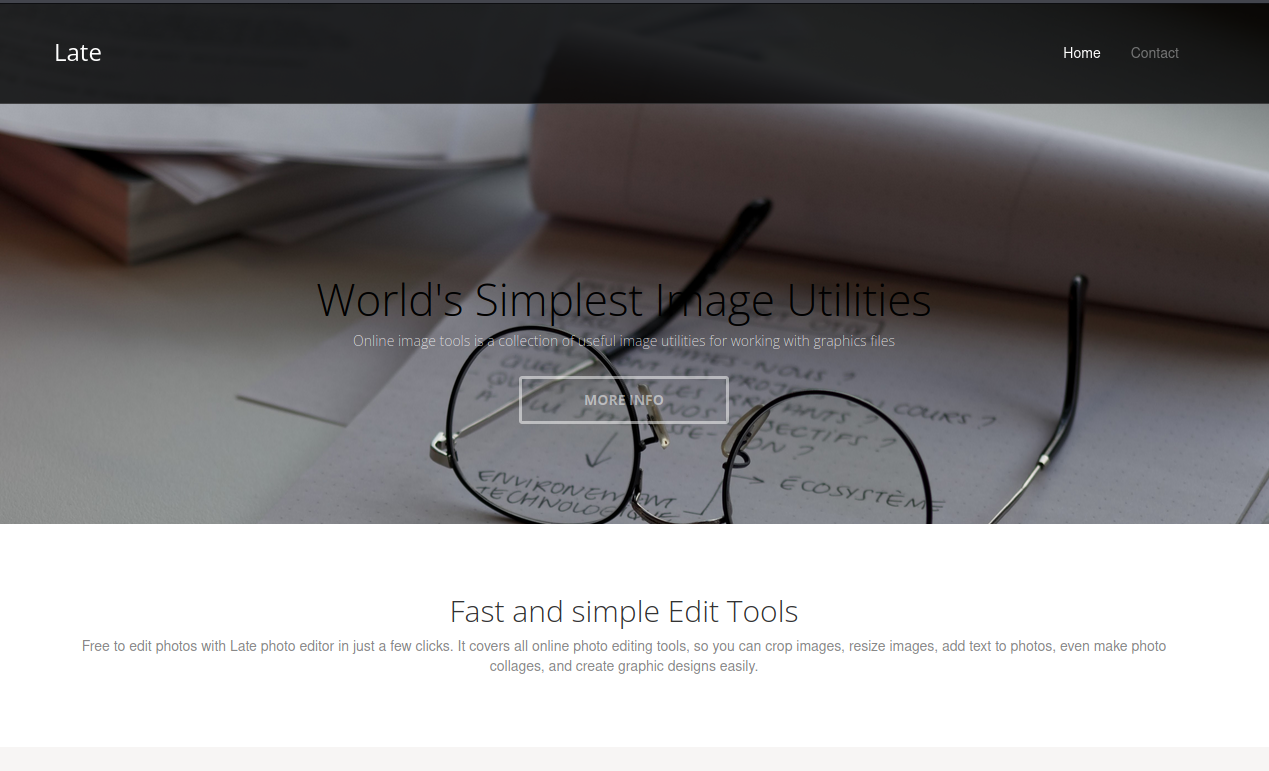 Late
Home Contact
World's Simplest Image Utilities
Online image tools is a collection of useful image utilities for working with graphics files
MORE INFO
ENVIRONEMENT
TECHNOLOGIQUE
ÉCOSYSTÈME
Fast and simple Edit Tools
Free to edit photos with Late photo editor in just a few clicks. It covers all online photo editing tools, so you can crop images, resize images, add text to photos, even make photo
collages, and create graphic designs easily.